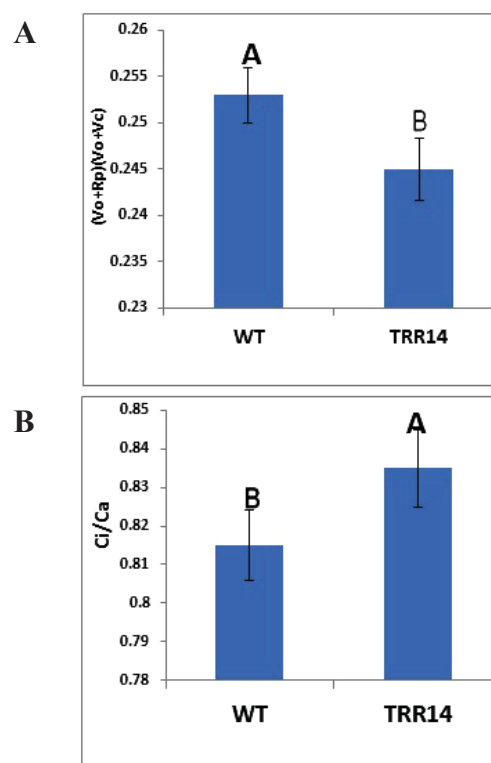 A
(Vo+Rp)(Vo+Vc)
0.26
0.255
0.25
0.245
0.24
0.235
0.23
A
B
WT
TRR14
B
Ci/Ca
0.85
0.84
0.83
0.82
0.81
0.8
0.79
0.78
B
A
WT
TRR14